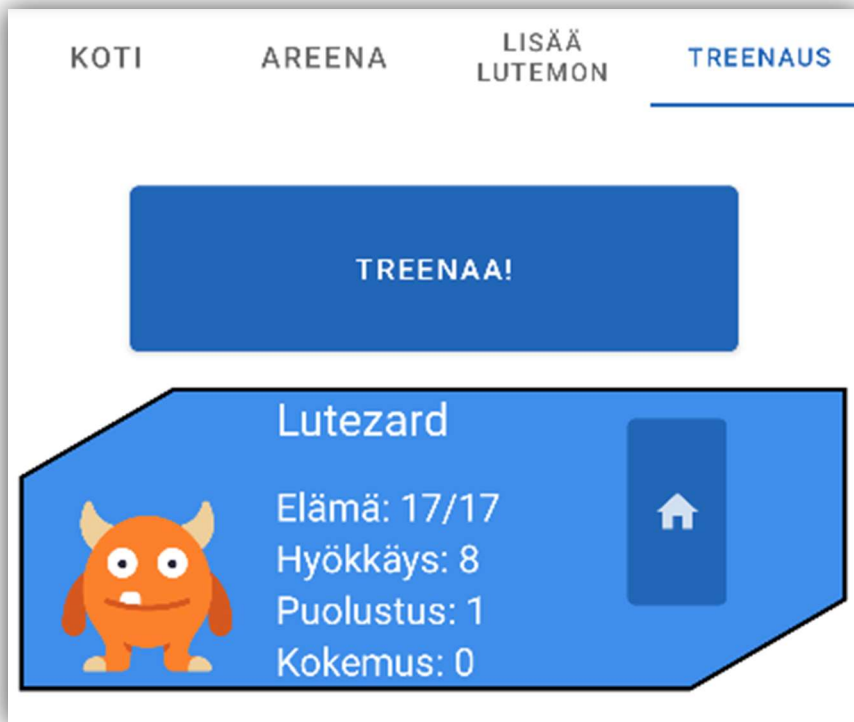 KOTI
AREENA
LISÄÄ
LUTEMON
TREENAUS
TREENAA!
Lutezard
Elämä: 17/17
Hyökkäys: 8
Puolustus: 1
Kokemus: 0